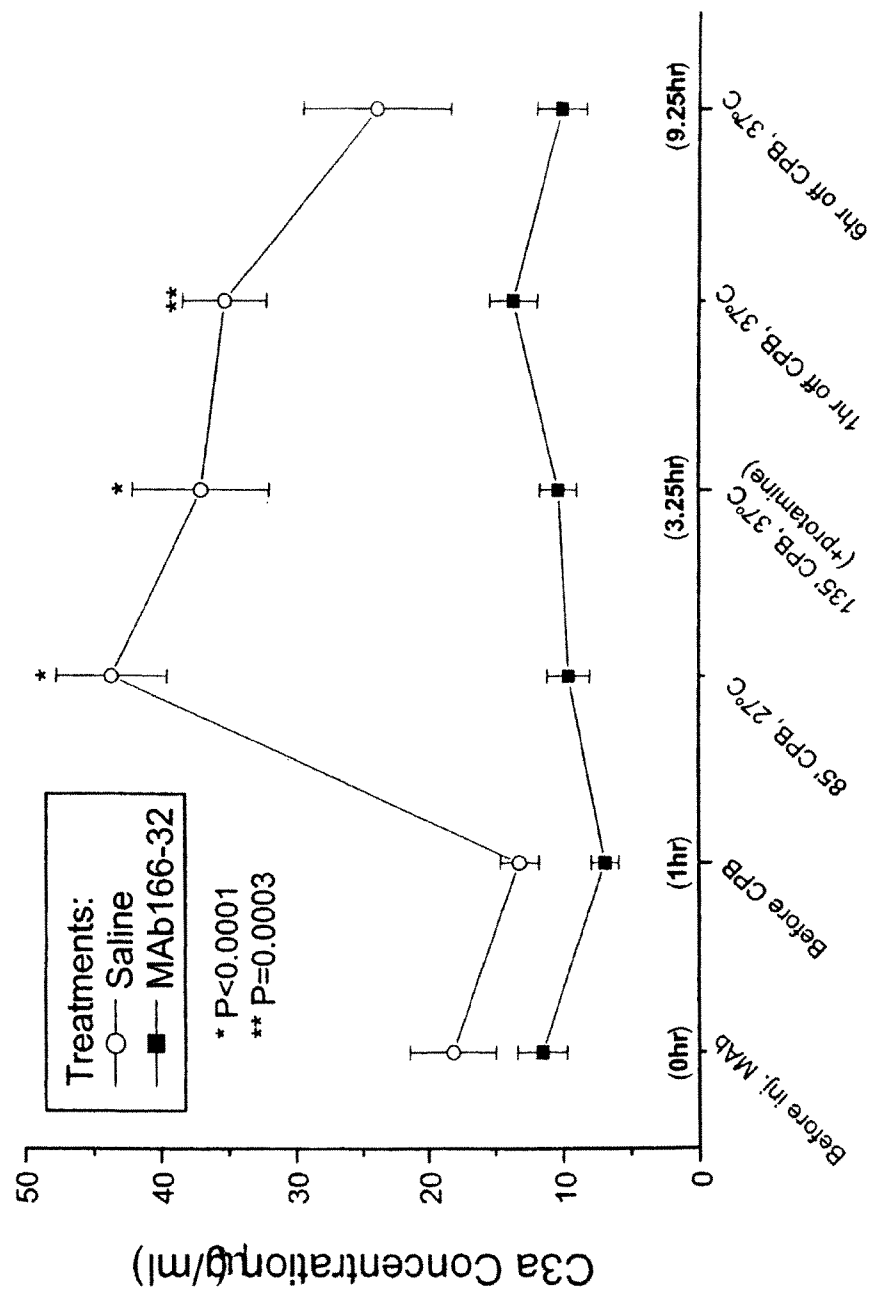 Treatments:
Saline
MAb166-32
* P<0.0001
** P=0.0003
*
*
**
50
40
30
20
10
0
C3a Concentration (µg/ml)
(0hr)
(1hr)
(3.25hr)
(9.25hr)
Before inj. MAb
Before CPB
85' CPB, 27°C
135' CPB, 37°C
(+protamine)
1hr off CPB, 37°C
6hr off CPB, 37°C